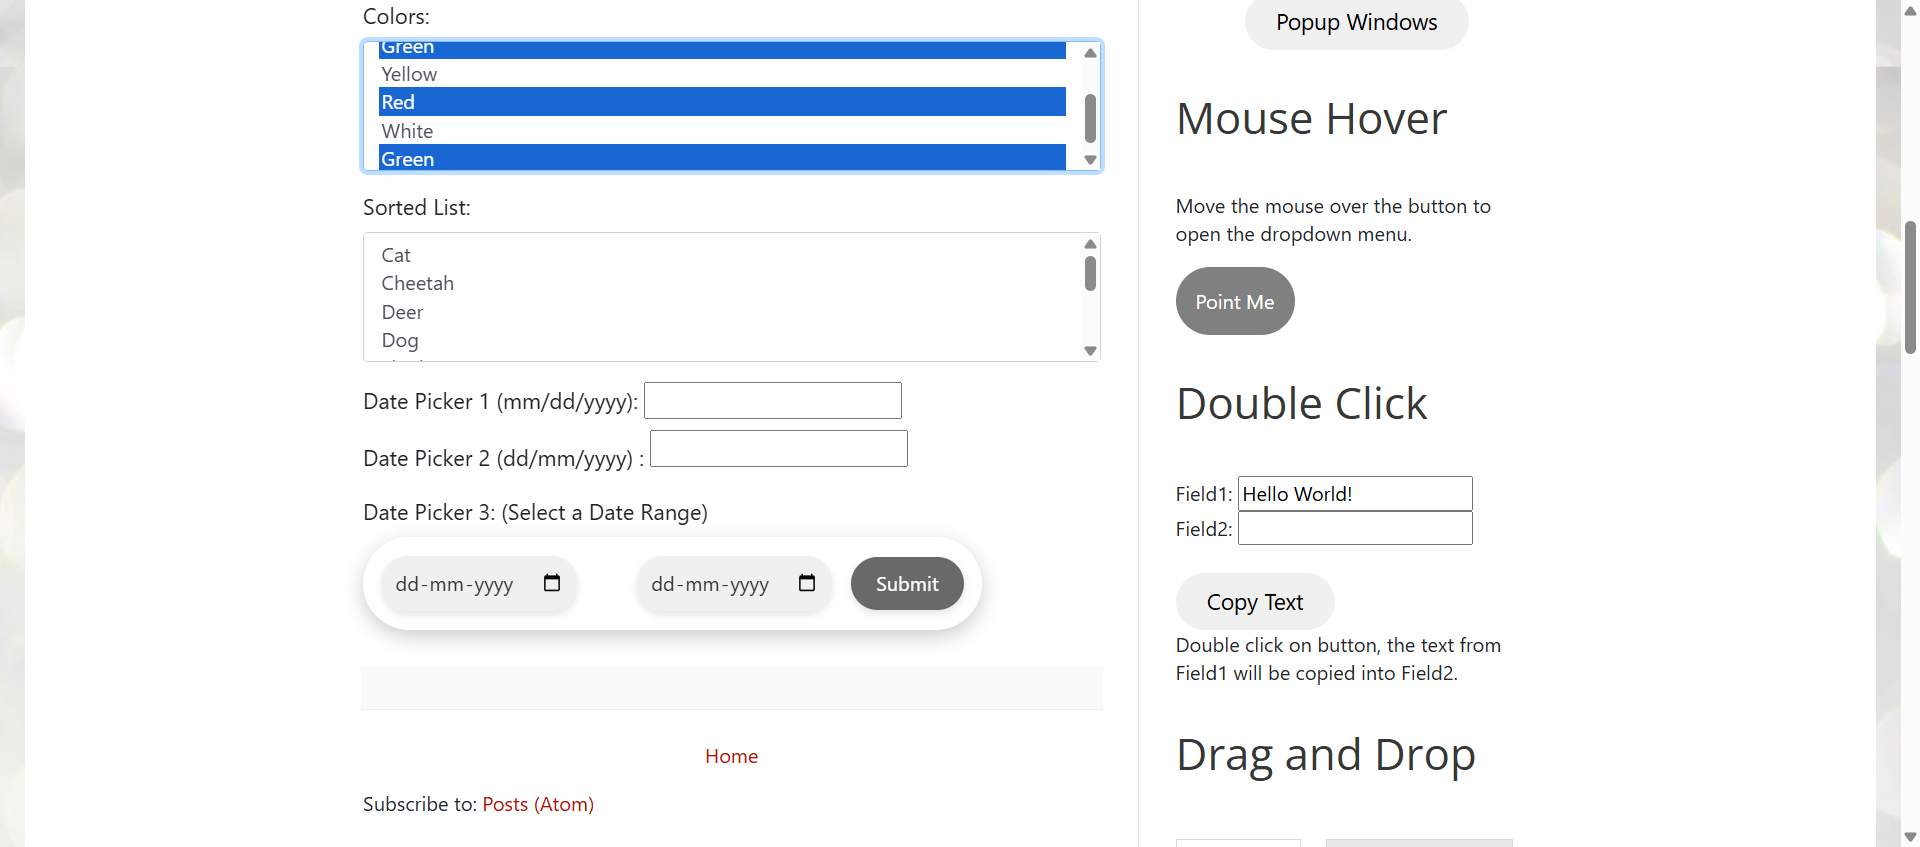 Colors:
Green
Yellow
Red
White
Green
Sorted List:
Cat
Cheetah
Deer
Dog
Date Picker 1 (mm/dd/yyyy):
Date Picker 2 (dd/mm/yyyy) :
Date Picker 3: (Select a Date Range)
dd-mm-yyyy
dd-mm-yyyy
Submit
Home
Subscribe to: Posts (Atom)
Popup Windows
Mouse Hover
Move the mouse over the button to
open the dropdown menu.
Point Me
Double Click
Field1: Hello World!
Field2:
Copy Text
Double click on button, the text from
Field1 will be copied into Field2.
Drag and Drop